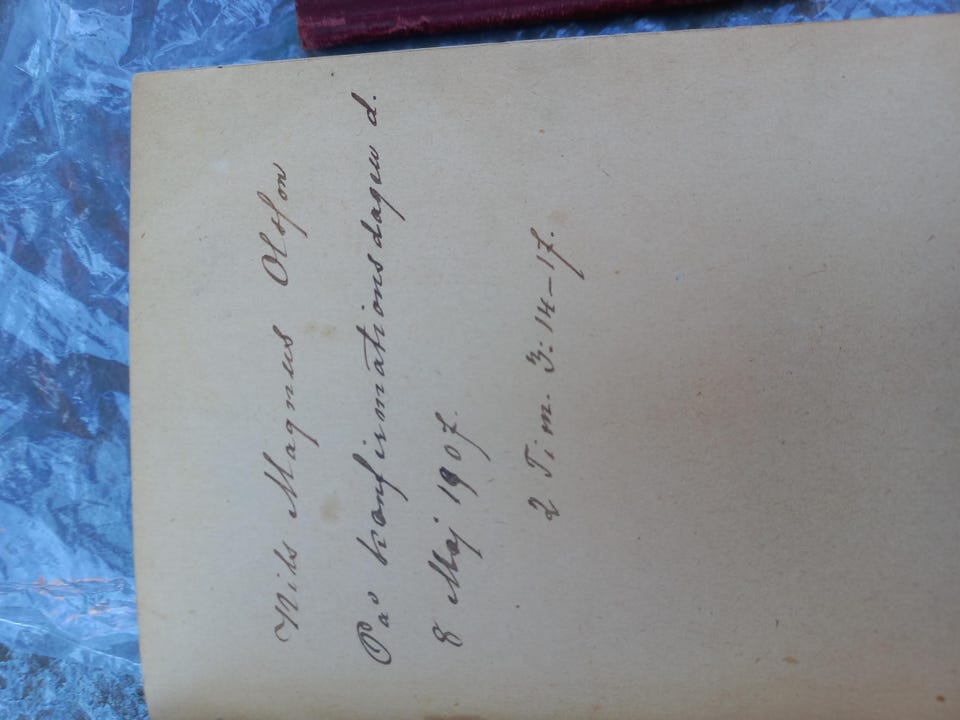 Nils Magnus Olsson
På konfirmationsdagen d.
8 Maj 1907.
2 Tim. 3:14-17.